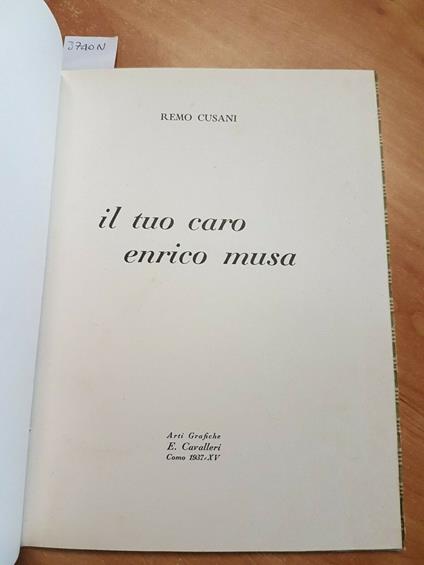 3740N
REMO CUSANI
il tuo caro
enrico musa
Arti Grafiche
E. Cavalleri
Como 1937-XV